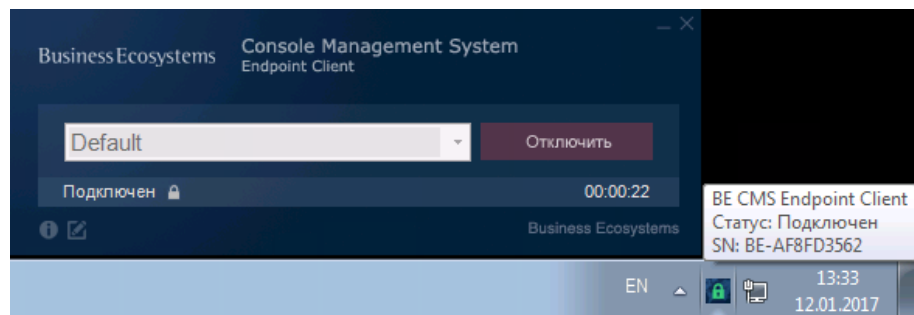 Business Ecosystems
Console Management System
Endpoint Client
Default
Отключить
Подключен
00:00:22
Business Ecosystems
BE CMS Endpoint Client
Статус: Подключен
SN: BE-AF8FD3562
EN
13:33
12.01.2017